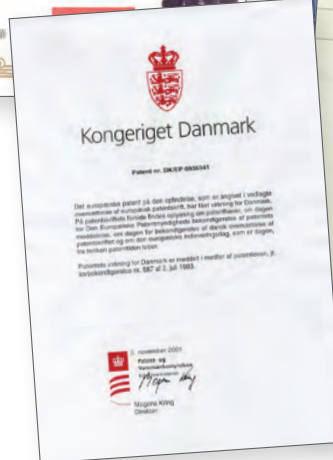 Kongeriget Danmark
Patent nr. DK/EP 0936341
Det europæiske patent på den opfindelse, som er angivet i vedlagte
oversættelse af europæisk patentskrift, har fået virkning for Danmark.
På patentskriftets forside findes oplysning om patenthaver, om dagen
for Den Europæiske Patentmyndigheds bekendtgørelse af patentets
meddelelse, om dagen for bekendtgørelse af dansk oversættelse af
patentskriftet og om den europæiske indleveringsdag, som er dagen,
fra hvilken patenttiden løber.
Patentets virkning for Danmark er meddelt i medfør af patentloven, jf.
lovbekendtgørelse nr. 587 af 2. juli 1993.
november 2001
Patent- og
Varemærkestyrelsen
Mogens Kring
Direktør